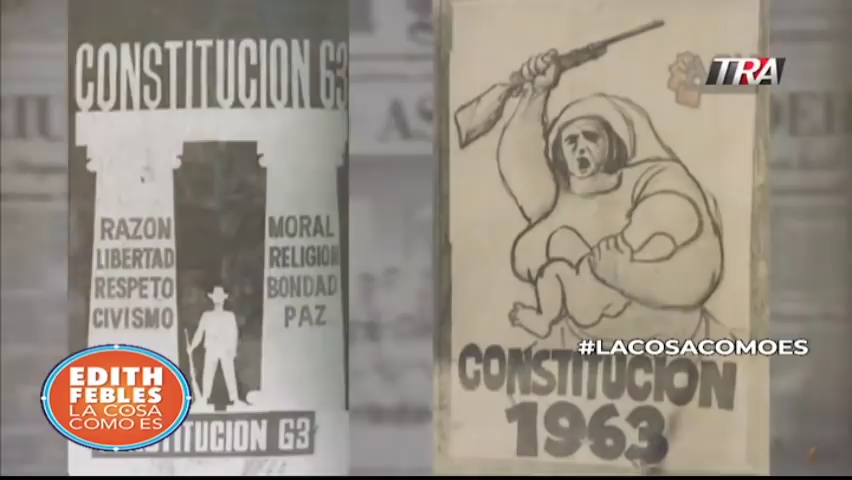 CONSTITUCION 63
RAZON
LIBERTAD
RESPETO
CIVISMO
MORAL
RELIGION
BONDAD
PAZ
CONSTITUCION 63
CONSTITUCION
1963
TRA
#LACOSACOMOES
EDITH
FEBLES
LA COSA
COMO ES